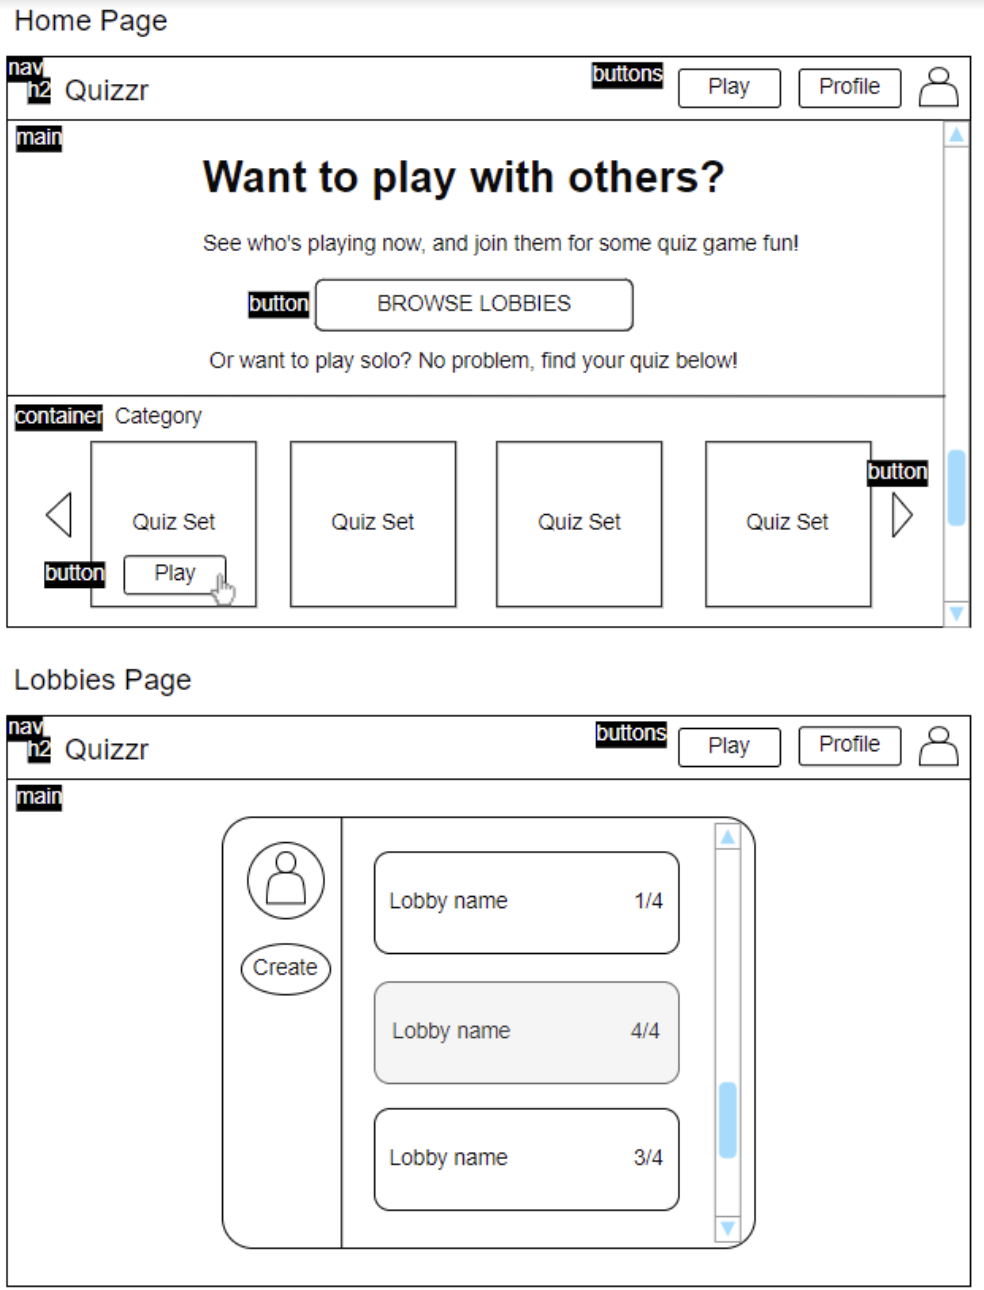 Home Page
nav
h2 Quizzr
buttons Play Profile
main
Want to play with others?
See who's playing now, and join them for some quiz game fun!
button BROWSE LOBBIES
Or want to play solo? No problem, find your quiz below!
container Category
button
Quiz Set Quiz Set Quiz Set Quiz Set
button Play
Lobbies Page
nav
h2 Quizzr
buttons Play Profile
main
Lobby name 1/4
Create
Lobby name 4/4
Lobby name 3/4